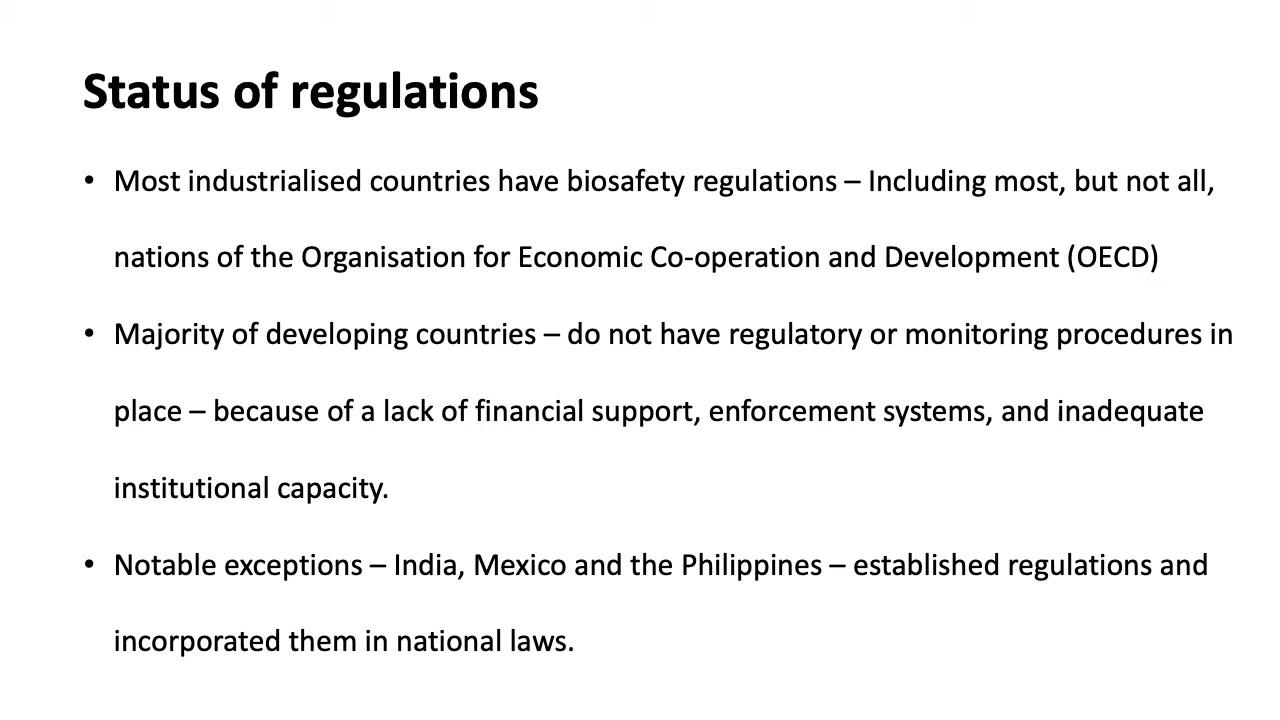 Status of regulations
• Most industrialised countries have biosafety regulations – Including most, but not all,
nations of the Organisation for Economic Co-operation and Development (OECD)
• Majority of developing countries – do not have regulatory or monitoring procedures in
place – because of a lack of financial support, enforcement systems, and inadequate
institutional capacity.
• Notable exceptions – India, Mexico and the Philippines – established regulations and
incorporated them in national laws.